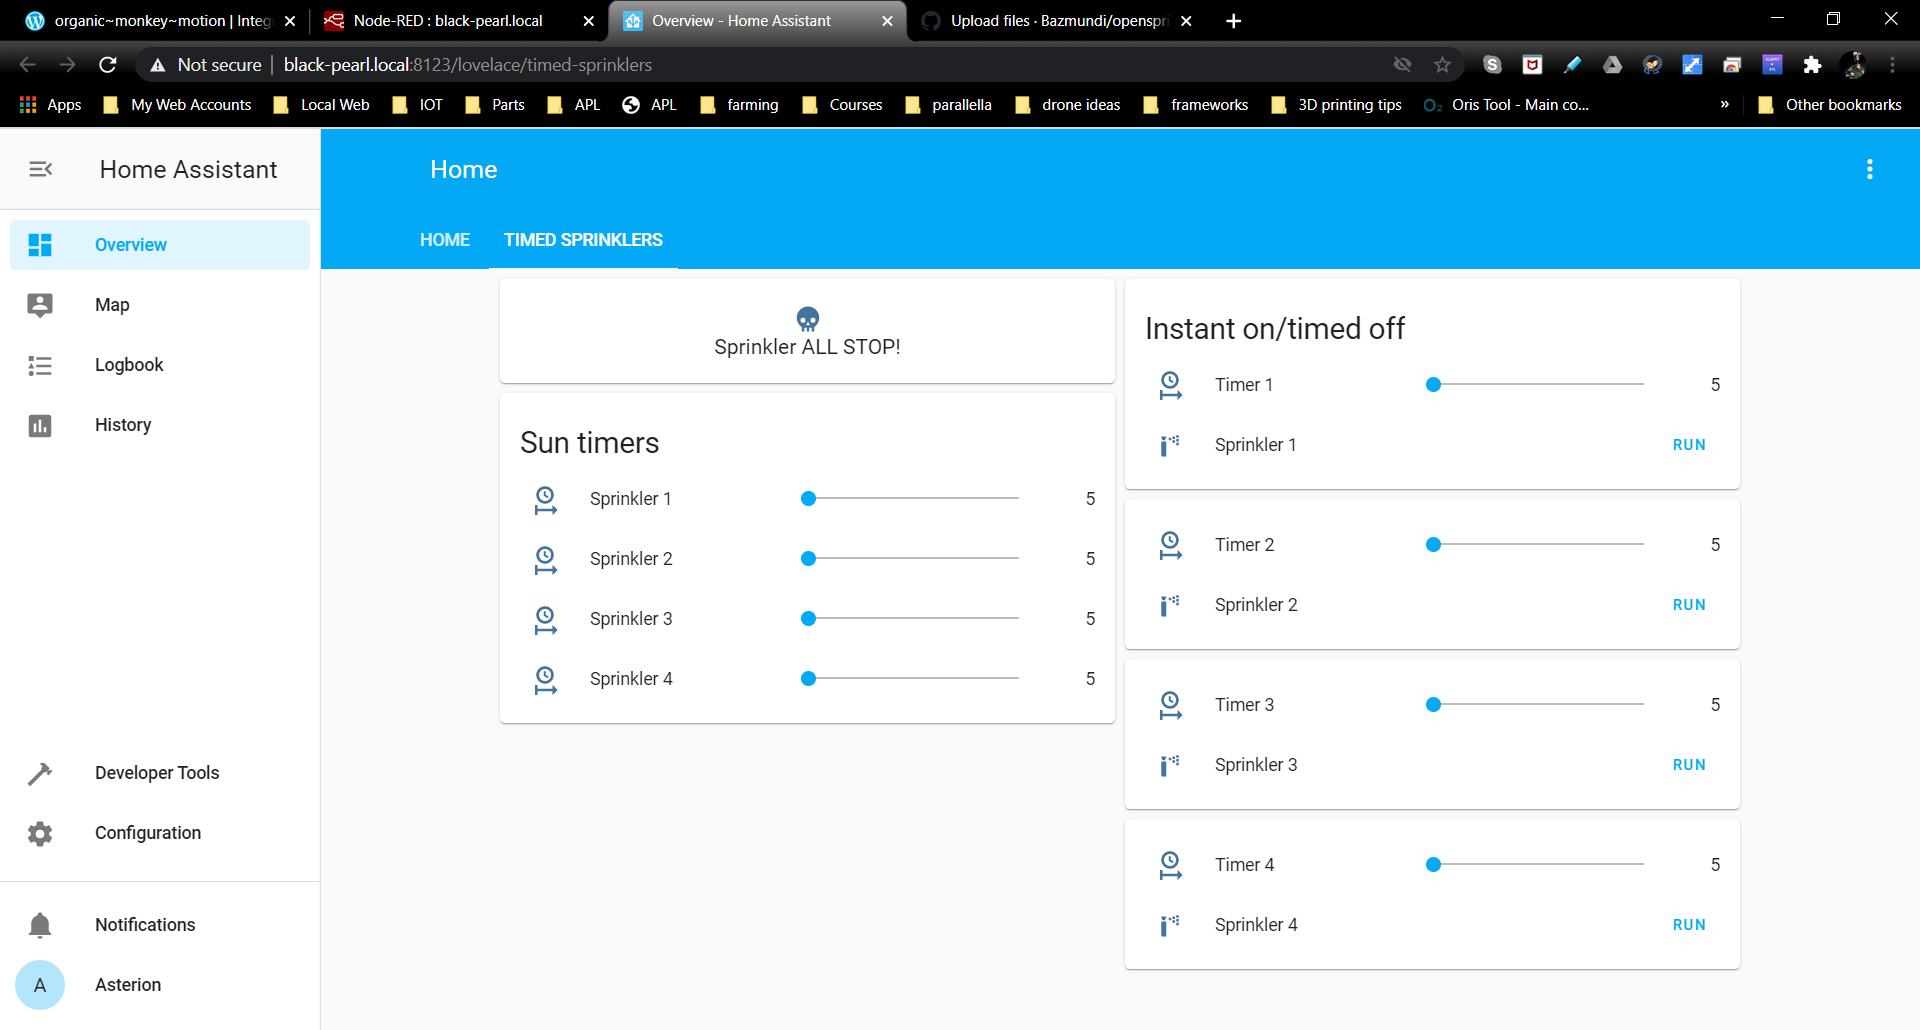 organic~monkey~motion | Integ
Node-RED : black-pearl.local
Overview - Home Assistant
Upload files · Bazmundi/openspri
Not secure | black-pearl.local:8123/lovelace/timed-sprinklers
Apps My Web Accounts Local Web IOT Parts APL APL farming Courses parallella drone ideas frameworks 3D printing tips Oris Tool - Main co... » Other bookmarks
Home Assistant
Overview
Map
Logbook
History
Developer Tools
Configuration
Notifications
A Asterion
Home
HOME TIMED SPRINKLERS
Sprinkler ALL STOP!
Sun timers
Sprinkler 1 5
Sprinkler 2 5
Sprinkler 3 5
Sprinkler 4 5
Instant on/timed off
Timer 1 5
Sprinkler 1 RUN
Timer 2 5
Sprinkler 2 RUN
Timer 3 5
Sprinkler 3 RUN
Timer 4 5
Sprinkler 4 RUN